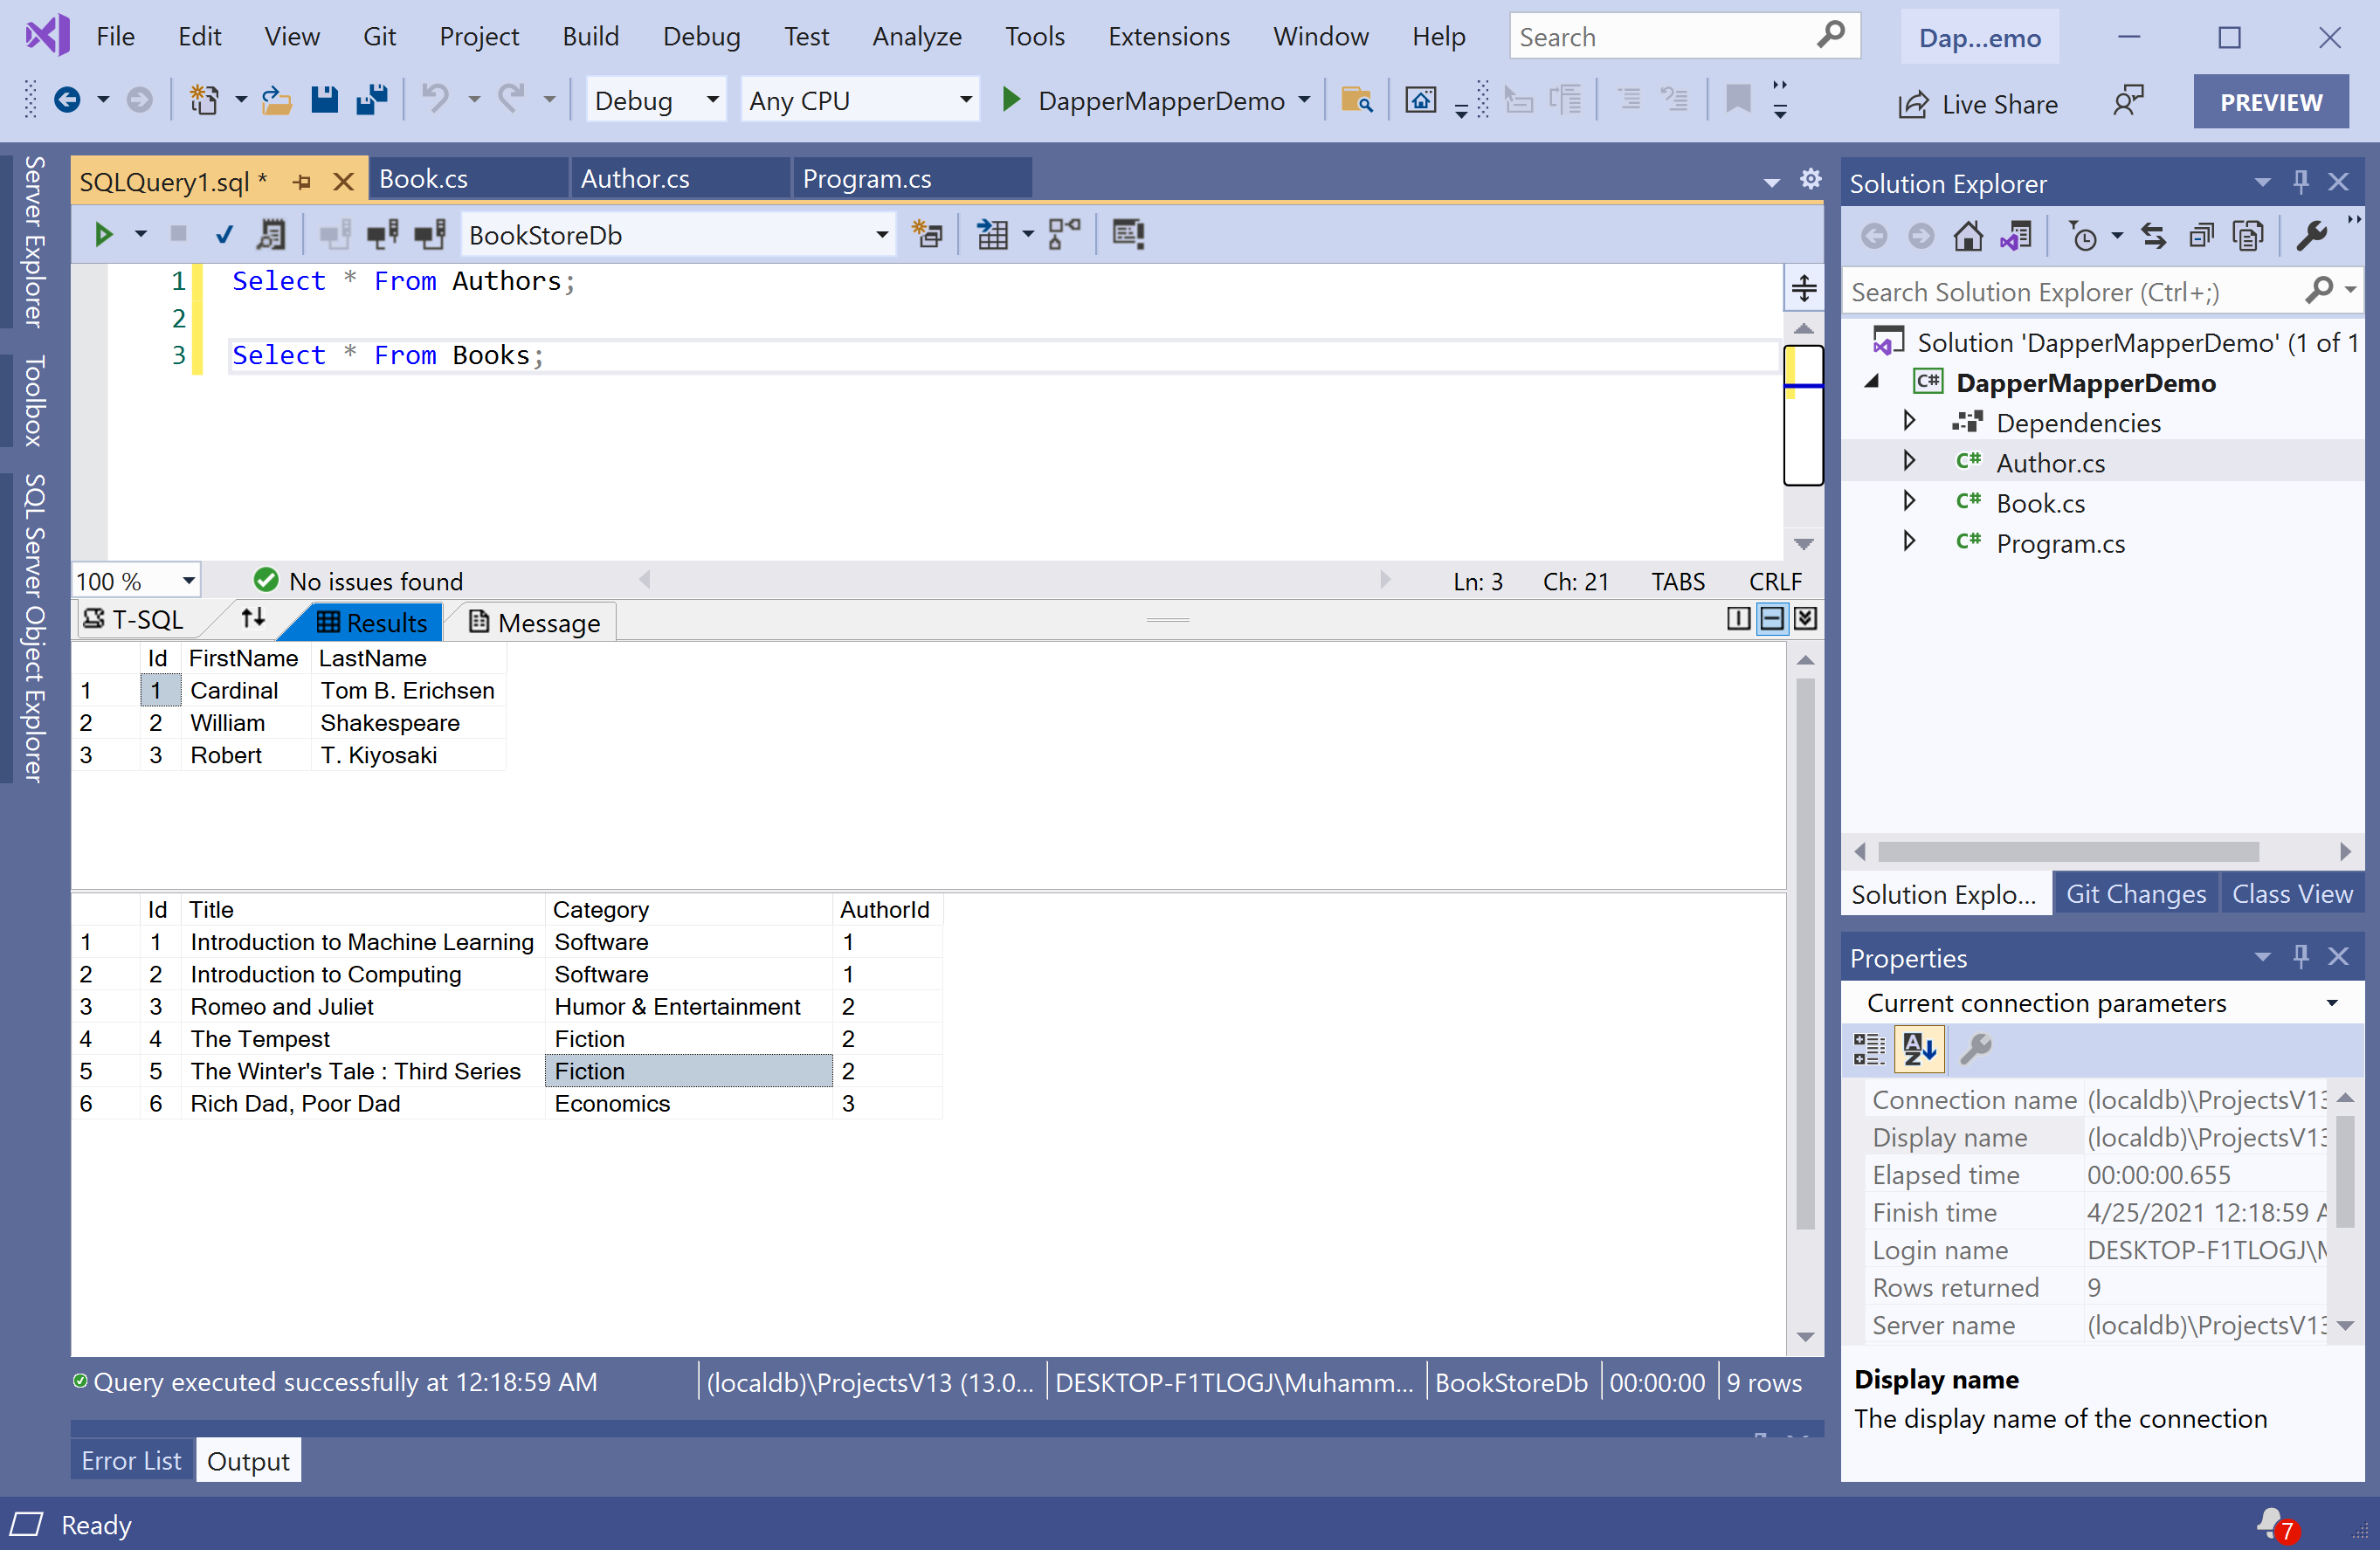 File Edit View Git Project Build Debug Test Analyze Tools Extensions Window Help Search Dap...emo
Debug Any CPU DapperMapperDemo Live Share PREVIEW
Server Explorer
Toolbox
SQL Server Object Explorer
SQLQuery1.sql * Book.cs Author.cs Program.cs
BookStoreDb
1 Select * From Authors;
2
3 Select * From Books;
100 % No issues found Ln: 3 Ch: 21 TABS CRLF
T-SQL Results Message
Id FirstName LastName
1 1 Cardinal Tom B. Erichsen
2 2 William Shakespeare
3 3 Robert T. Kiyosaki
Id Title Category AuthorId
1 1 Introduction to Machine Learning Software 1
2 2 Introduction to Computing Software 1
3 3 Romeo and Juliet Humor & Entertainment 2
4 4 The Tempest Fiction 2
5 5 The Winter's Tale : Third Series Fiction 2
6 6 Rich Dad, Poor Dad Economics 3
Query executed successfully at 12:18:59 AM (localdb)\ProjectsV13 (13.0... DESKTOP-F1TLOGJ\Muhamm... BookStoreDb 00:00:00 9 rows
Error List Output
Solution Explorer
Search Solution Explorer (Ctrl+;)
Solution 'DapperMapperDemo' (1 of 1
C# DapperMapperDemo
Dependencies
C# Author.cs
C# Book.cs
C# Program.cs
Solution Explo... Git Changes Class View
Properties
Current connection parameters
Connection name (localdb)\ProjectsV13
Display name (localdb)\ProjectsV13
Elapsed time 00:00:00.655
Finish time 4/25/2021 12:18:59 A
Login name DESKTOP-F1TLOGJ\M
Rows returned 9
Server name (localdb)\ProjectsV13
Display name
The display name of the connection
Ready 7